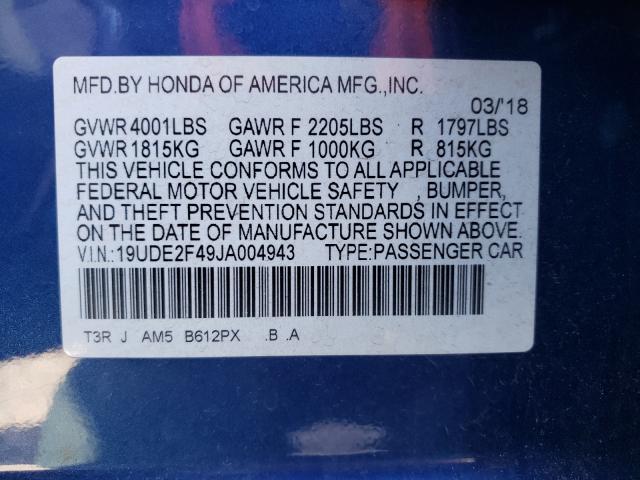 MFD.BY HONDA OF AMERICA MFG.,INC.
03/'18
GVWR 4001LBS GAWR F 2205LBS R 1797LBS
GVWR 1815KG GAWR F 1000KG R 815KG
THIS VEHICLE CONFORMS TO ALL APPLICABLE
FEDERAL MOTOR VEHICLE SAFETY , BUMPER,
AND THEFT PREVENTION STANDARDS IN EFFECT
ON THE DATE OF MANUFACTURE SHOWN ABOVE.
V.I.N.:19UDE2F49JA004943 TYPE:PASSENGER CAR
T3R J AM5 B612PX .B .A